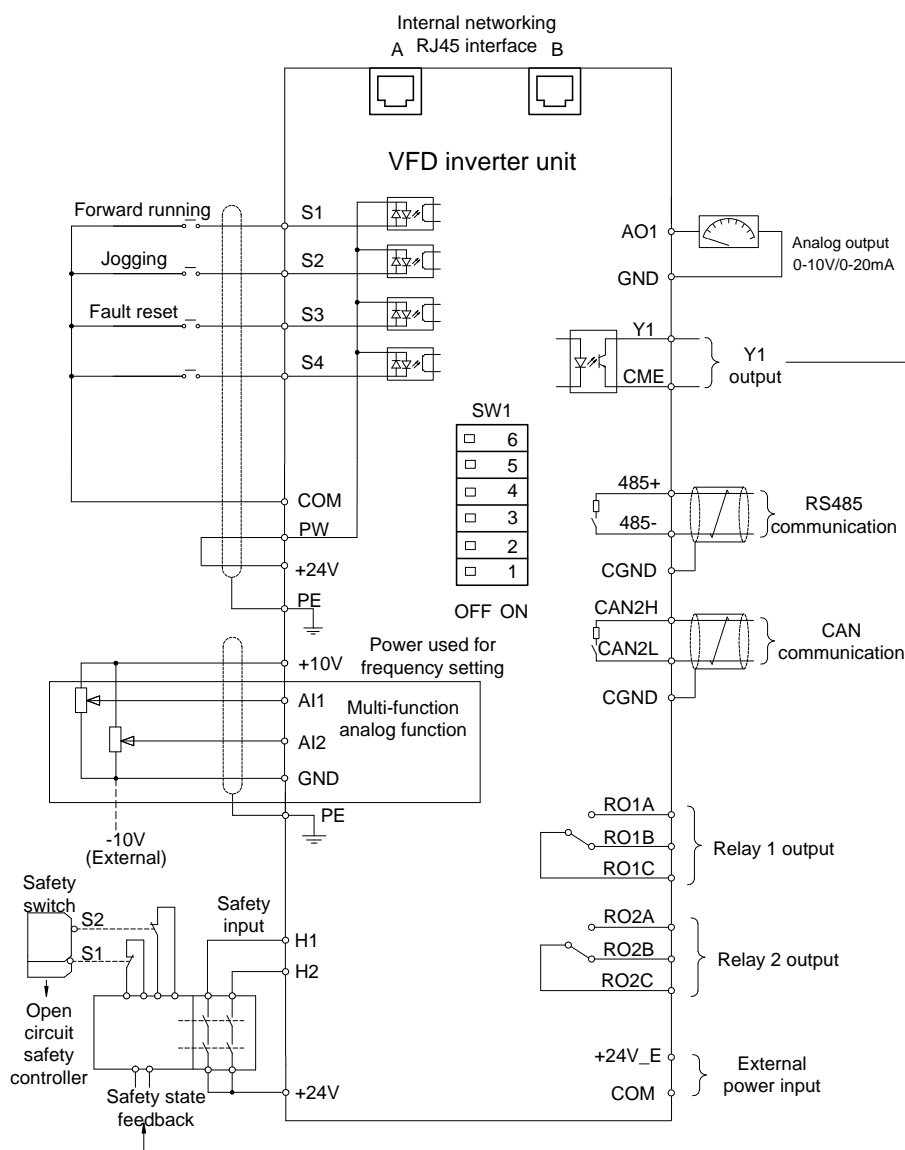 Internal networking
RJ45 interface
A B
VFD inverter unit
Forward running
S1
Jogging
S2
Fault reset
S3
S4
COM
PW
+24V
PE
SW1
6
5
4
3
2
1
OFF ON
AO1
Analog output
0-10V/0-20mA
GND
Y1
CME
Y1
output
485+
485-
CGND
RS485
communication
CAN2H
CAN2L
CGND
CAN
communication
Power used for
frequency setting
+10V
AI1
Multi-function
analog function
AI2
GND
PE
-10V
(External)
RO1A
RO1B
RO1C
Relay 1 output
RO2A
RO2B
RO2C
Relay 2 output
+24V_E
COM
External
power input
Safety
switch
S2
S1
Safety
input
H1
H2
Open
circuit
safety
controller
+24V
Safety state
feedback